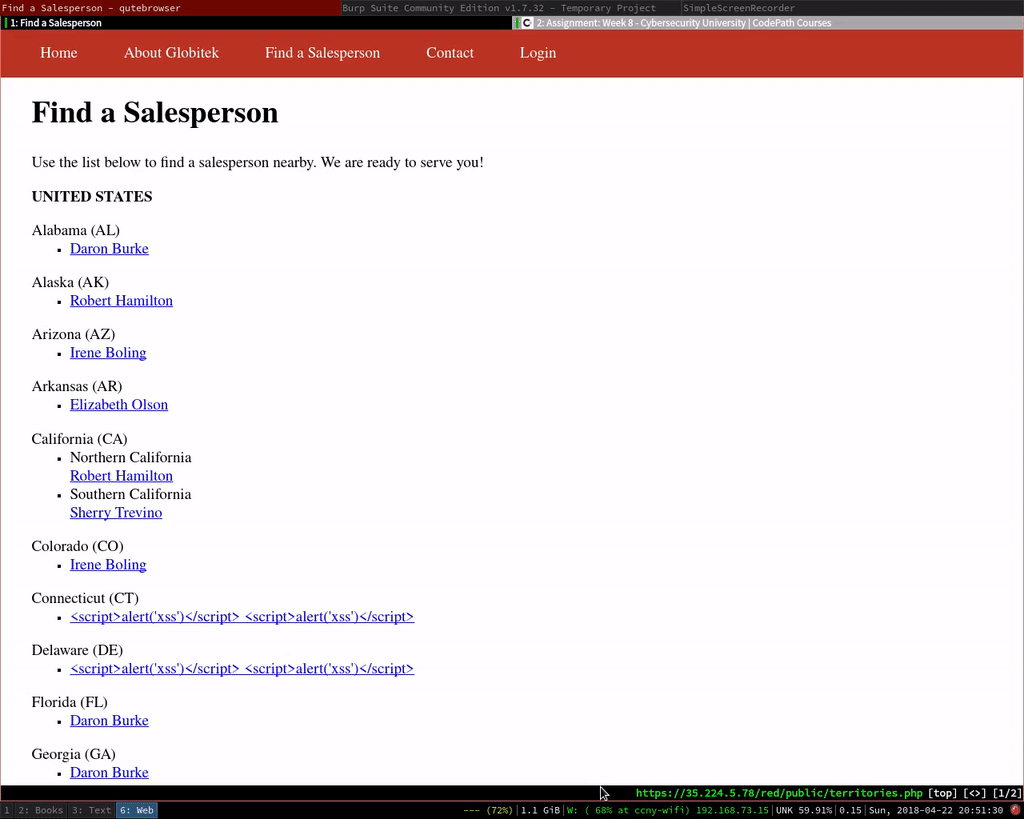 Find a Salesperson - qutebrowser Burp Suite Community Edition v1.7.32 - Temporary Project SimpleScreenRecorder
1: Find a Salesperson C 2: Assignment: Week 8 - Cybersecurity University | CodePath Courses
Home About Globitek Find a Salesperson Contact Login
Find a Salesperson
Use the list below to find a salesperson nearby. We are ready to serve you!
UNITED STATES
Alabama (AL)
Daron Burke
Alaska (AK)
Robert Hamilton
Arizona (AZ)
Irene Boling
Arkansas (AR)
Elizabeth Olson
California (CA)
Northern California
Robert Hamilton
Southern California
Sherry Trevino
Colorado (CO)
Irene Boling
Connecticut (CT)
<script>alert('xss')</script> <script>alert('xss')</script>
Delaware (DE)
<script>alert('xss')</script> <script>alert('xss')</script>
Florida (FL)
Daron Burke
Georgia (GA)
Daron Burke
https://35.224.5.78/red/public/territories.php [top] [<>] [1/2]
1 2: Books 3: Text 6: Web --- (72%) 1.1 GiB W: ( 68% at ccny-wifi) 192.168.73.15 UNK 59.91% 0.15 Sun, 2018-04-22 20:51:30